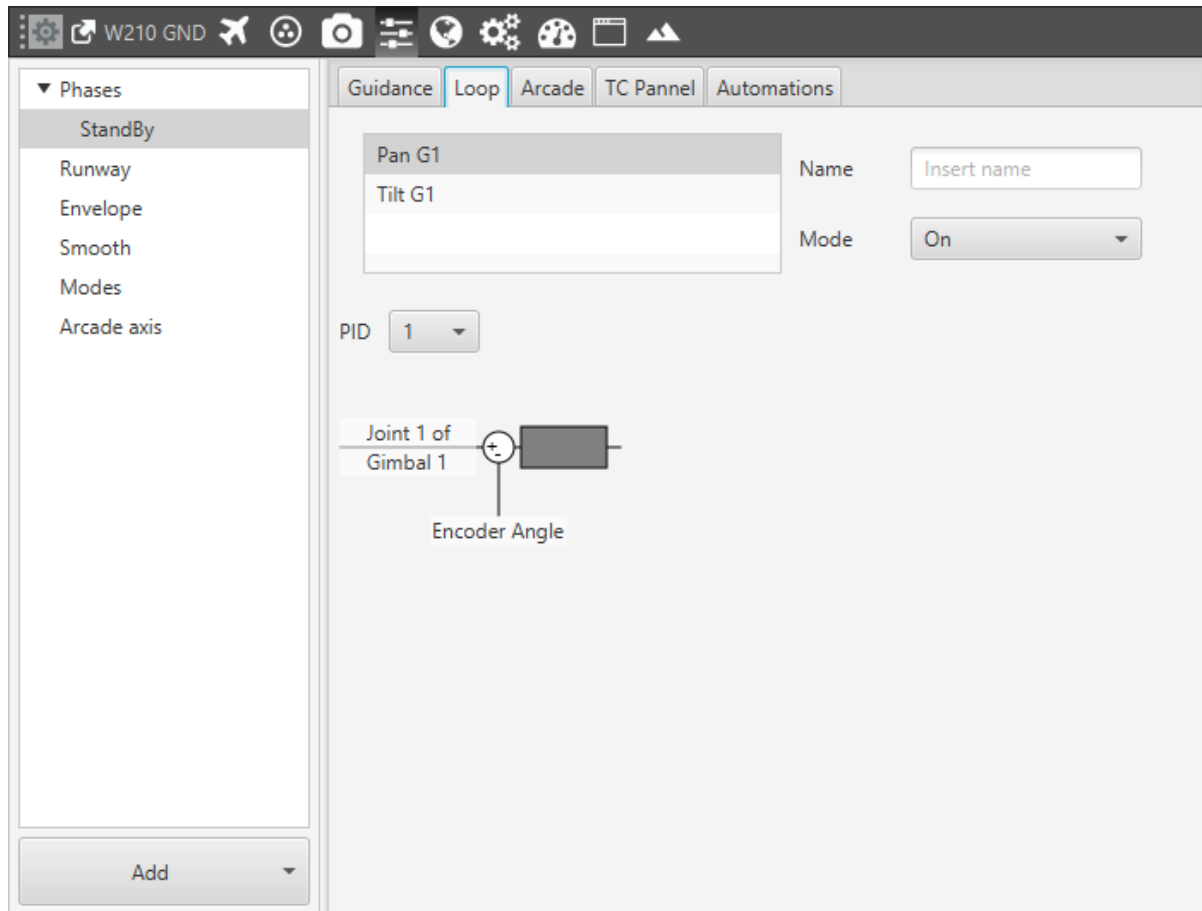 W210 GND
Phases
StandBy
Runway
Envelope
Smooth
Modes
Arcade axis
Add
Guidance Loop Arcade TC Pannel Automations
Pan G1
Tilt G1
Name Insert name
Mode On
PID 1
Joint 1 of
Gimbal 1
+
-
Encoder Angle